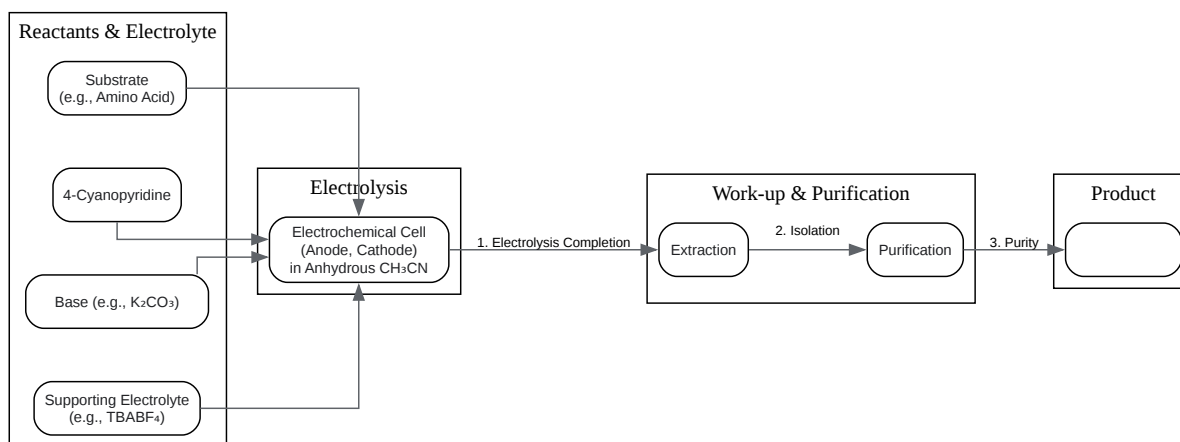 Reactants & Electrolyte
Substrate
(e.g., Amino Acid)
4-Cyanopyridine
Base (e.g., K₂CO₃)
Supporting Electrolyte
(e.g., TBABF₄)
Electrolysis
Electrochemical Cell
(Anode, Cathode)
in Anhydrous CH₃CN
1. Electrolysis Completion
Work-up & Purification
Extraction
2. Isolation
Purification
3. Purity
Product